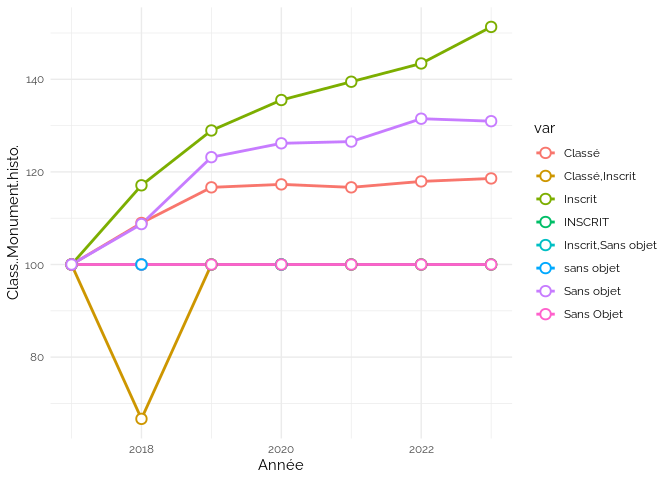 Class..Monument.histo.
140
120
100
80
2018
2020
2022
Année
var
Classé
Classé,Inscrit
Inscrit
INSCRIT
Inscrit,Sans objet
sans objet
Sans objet
Sans Objet